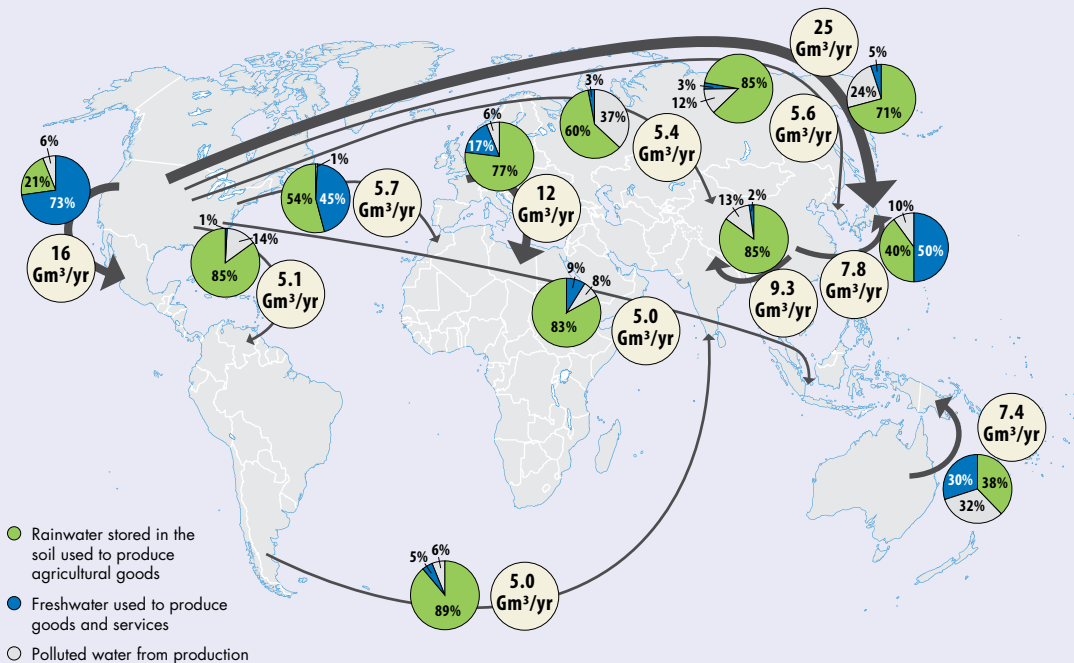 25
Gm³/yr
5%
24%
71%
85%
3%
12%
5.6
Gm³/yr
3%
37%
60%
5.4
Gm³/yr
6%
17%
77%
12
Gm³/yr
6%
21%
73%
16
Gm³/yr
1%
54%
45%
5.7
Gm³/yr
1%
14%
85%
5.1
Gm³/yr
13%
2%
85%
9.3
Gm³/yr
10%
40%
50%
7.8
Gm³/yr
9%
8%
83%
5.0
Gm³/yr
7.4
Gm³/yr
30%
38%
32%
5%
6%
89%
5.0
Gm³/yr
Rainwater stored in the
soil used to produce
agricultural goods
Freshwater used to produce
goods and services
Polluted water from production